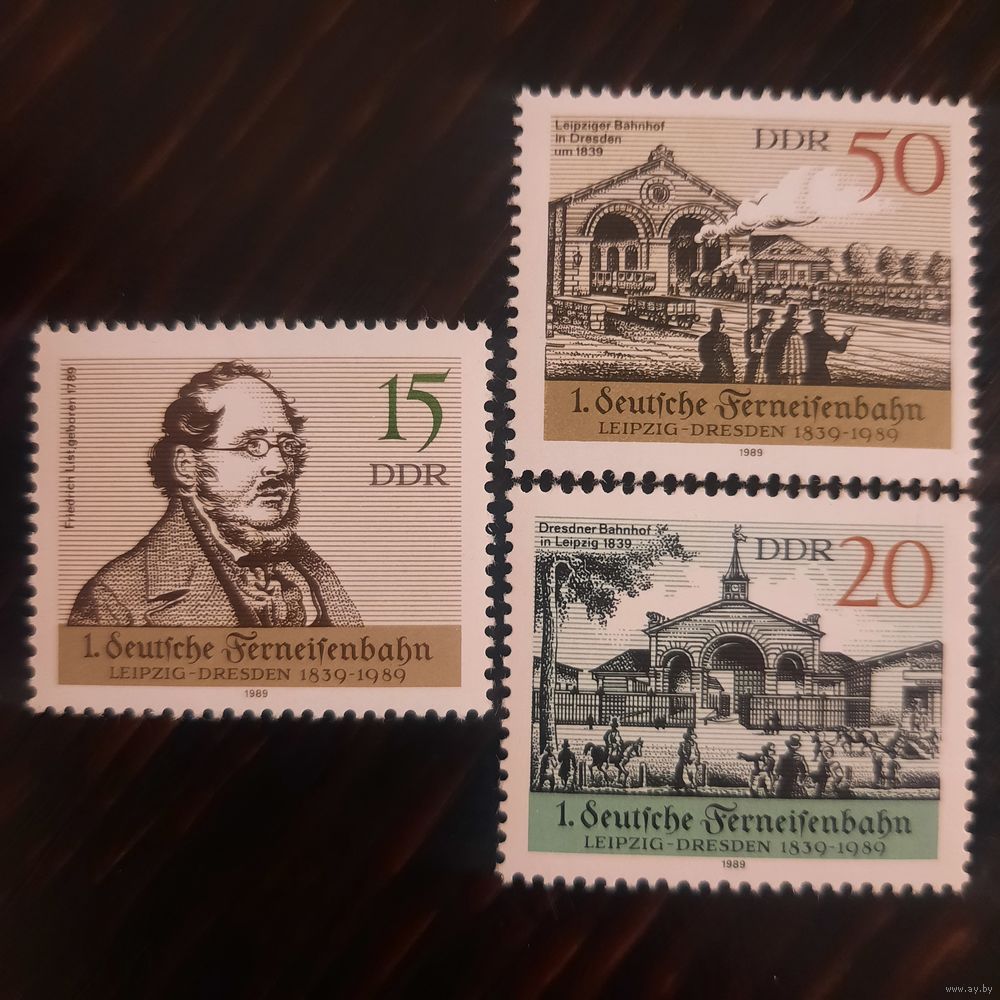 Friedrich List geboren 1789
15
DDR
1. deutsche Ferneisenbahn
LEIPZIG-DRESDEN 1839-1989
1989
Leipziger Bahnhof
in Dresden
um 1839
DDR 50
1. deutsche Ferneisenbahn
LEIPZIG-DRESDEN 1839-1989
1989
Dresdner Bahnhof
in Leipzig 1839
DDR 20
1. deutsche Ferneisenbahn
LEIPZIG-DRESDEN 1839-1989
1989
www.ay.by